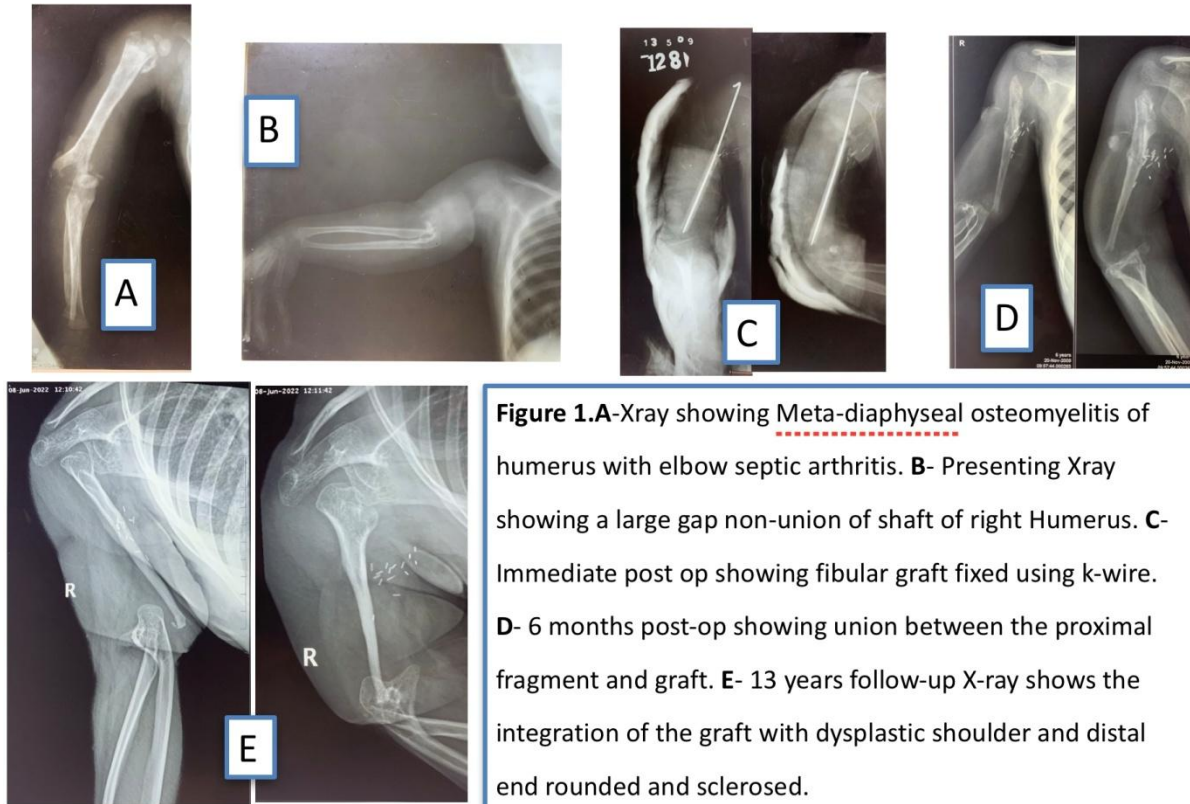 A
B
13 5 0 9
7281
C
R
D
6 years
08-jun-2022 12:10:42
R
E
08-jun-2022 12:11:42
R
Figure 1.A-Xray showing Meta-diaphyseal osteomyelitis of
humerus with elbow septic arthritis. B- Presenting Xray
showing a large gap non-union of shaft of right Humerus. C-
Immediate post op showing fibular graft fixed using k-wire.
D- 6 months post-op showing union between the proximal
fragment and graft. E- 13 years follow-up X-ray shows the
integration of the graft with dysplastic shoulder and distal
end rounded and sclerosed.